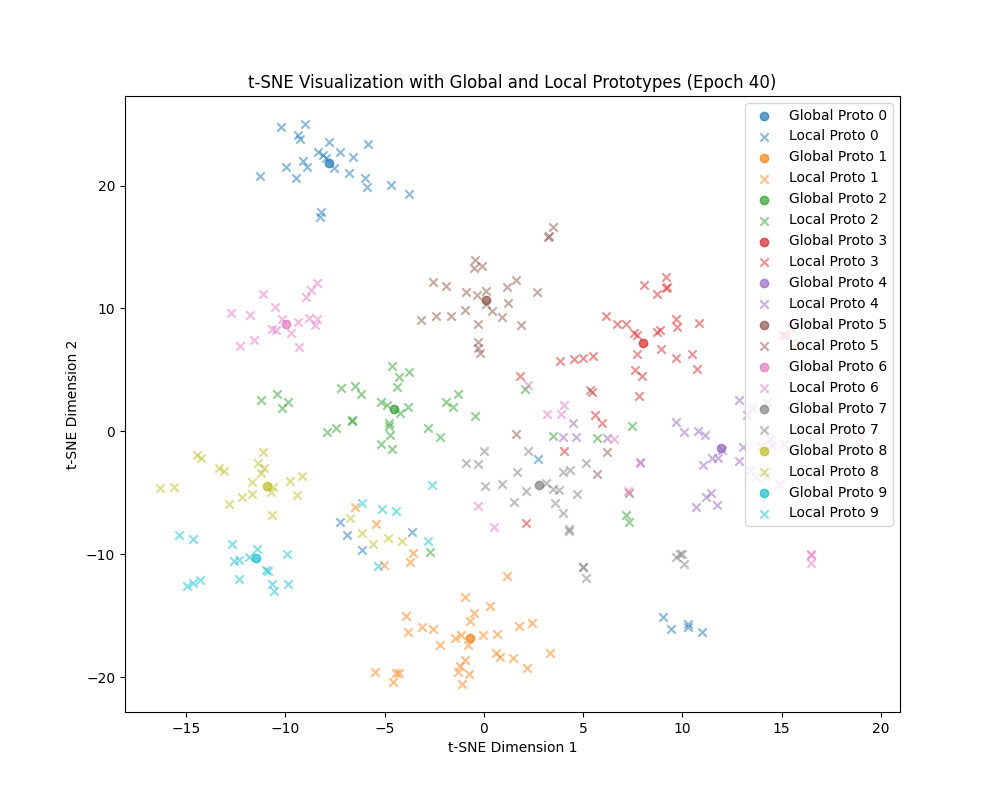 t-SNE Visualization with Global and Local Prototypes (Epoch 40)
Global Proto 0
Local Proto 0
Global Proto 1
Local Proto 1
Global Proto 2
Local Proto 2
Global Proto 3
Local Proto 3
Global Proto 4
Local Proto 4
Global Proto 5
Local Proto 5
Global Proto 6
Local Proto 6
Global Proto 7
Local Proto 7
Global Proto 8
Local Proto 8
Global Proto 9
Local Proto 9
t-SNE Dimension 2
20
10
0
−10
−20
−15
−10
−5
0
5
10
15
20
t-SNE Dimension 1